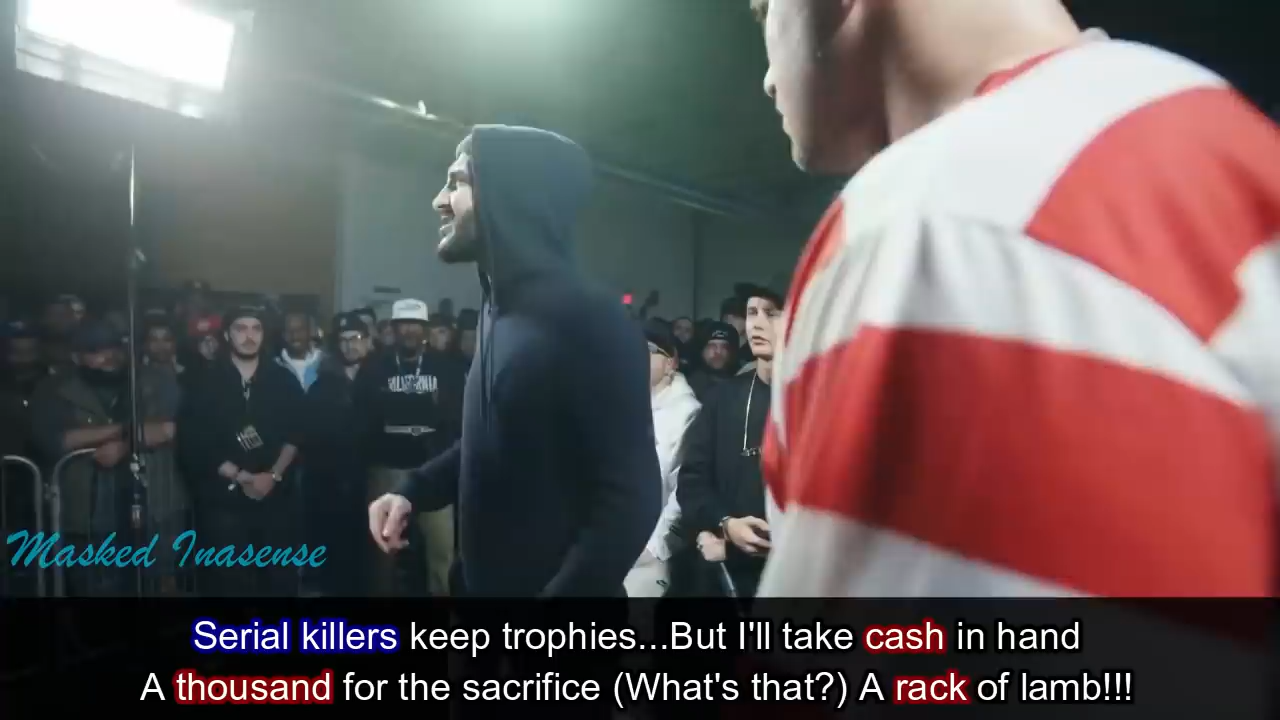 CALIFORNIA
Masked Inasense
Serial killers keep trophies...But I'll take cash in hand
A thousand for the sacrifice (What's that?) A rack of lamb!!!